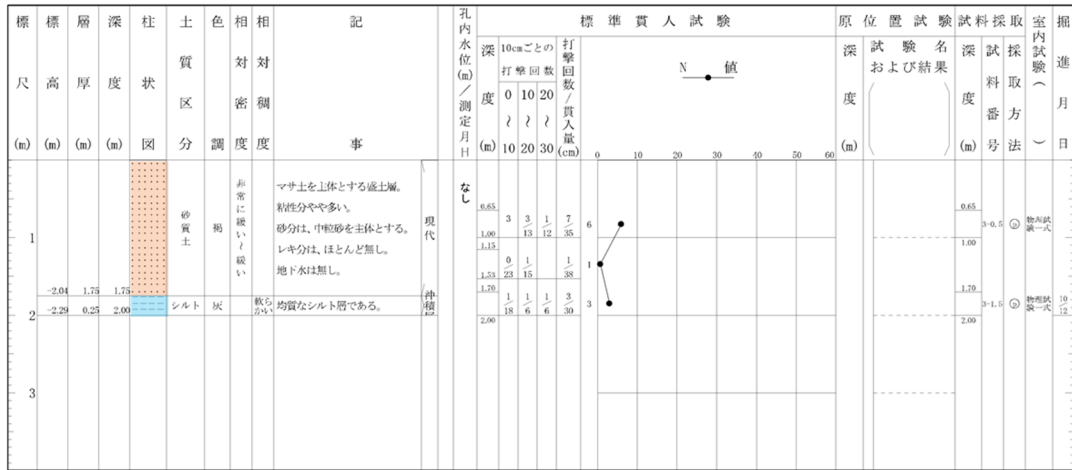 標尺(m)
標高(m)
層厚(m)
深度(m)
柱状図
土質区分
色調
相対密度
相対稠度
記事
孔内水位(m)/測定月日
標準貫入試験
深度(m)
10cmごとの打撃回数
0〜10
10〜20
20〜30
打撃回数/貫入量(cm)
N 値
0 10 20 30 40 50 60
原位置試験
深度(m)
試験名および結果
試料採取
深度(m)
試料番号
採取方法
室内試験( )
掘進月日
1
2
3
-2.04 1.75 1.75
砂質土
褐
非常に緩い〜緩い
マサ土を主体とする盛土層。
粘性分やや多い。
砂分は、中粒砂を主体とする。
レキ分は、ほとんど無し。
地下水は無し。
現代
-2.29 0.25 2.00
シルト
灰
軟らかい
均質なシルト層である。
沖積層
なし
0.65
1.00
3 3/13 1/12 7/35
6
1.15
1.53
0/23 1/15 1/38
1
1.70
2.00
1/18 1/6 1/6 3/30
3
0.65
1.00
3-0.5
物理試験一式
1.70
2.00
3-1.5
物理試験一式
10/12